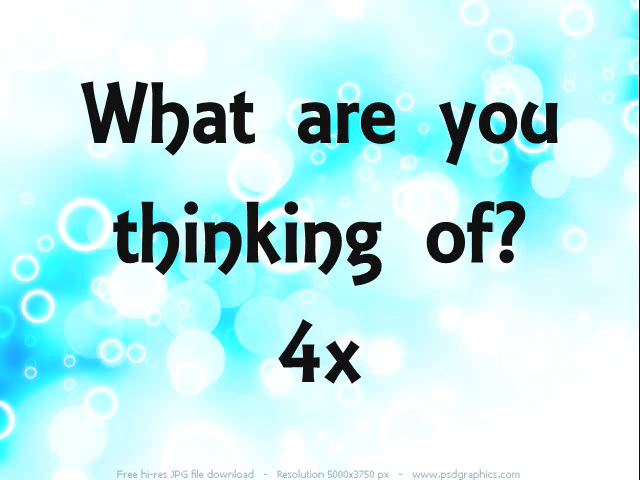 What are you
thinking of?
4x
Free hi-res JPG file download - Resolution 5000x3750 px - www.psdgraphics.com